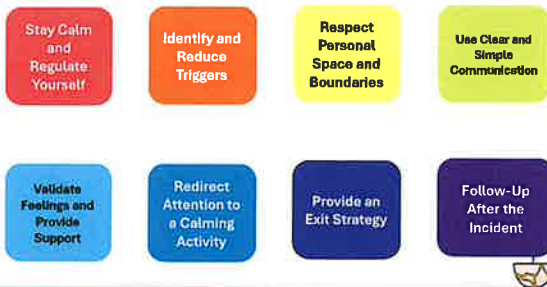 Stay Calm
and
Regulate
Yourself
Identify and
Reduce
Triggers
Respect
Personal
Space and
Boundaries
Use Clear and
Simple
Communication
Validate
Feelings and
Provide
Support
Redirect
Attention to
a Calming
Activity
Provide an
Exit Strategy
Follow-Up
After the
Incident